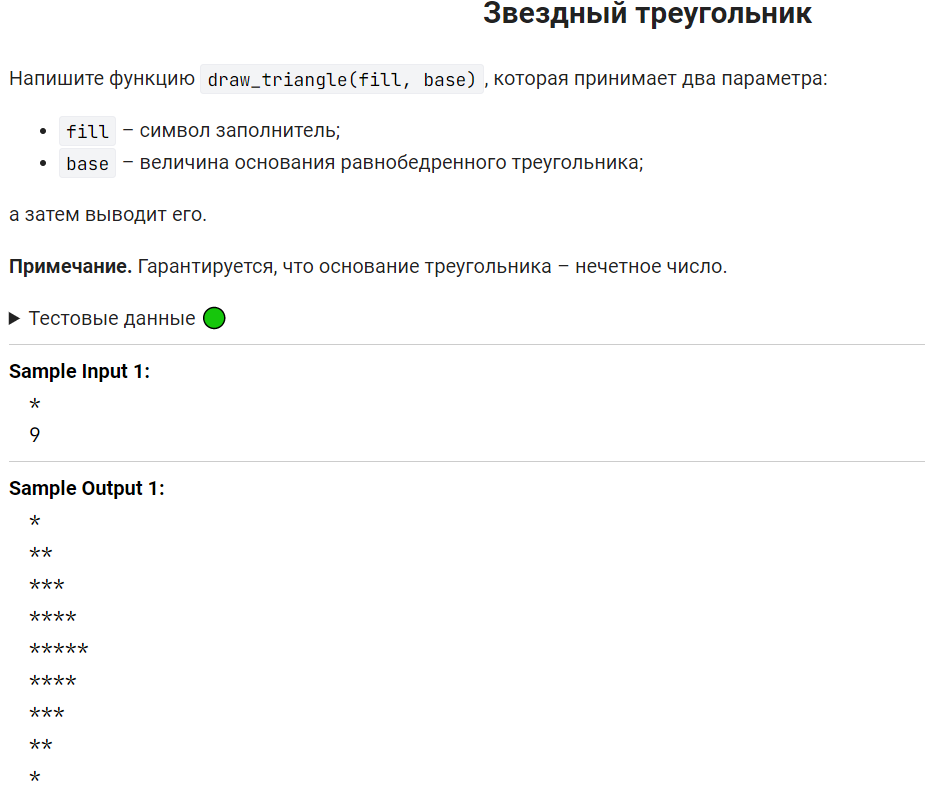 Звездный треугольник
Напишите функцию draw_triangle(fill, base), которая принимает два параметра:
• fill – символ заполнитель;
• base – величина основания равнобедренного треугольника;
а затем выводит его.
Примечание. Гарантируется, что основание треугольника – нечетное число.
▶ Тестовые данные
Sample Input 1:
*
9
Sample Output 1:
*
**
***
****
*****
****
***
**
*